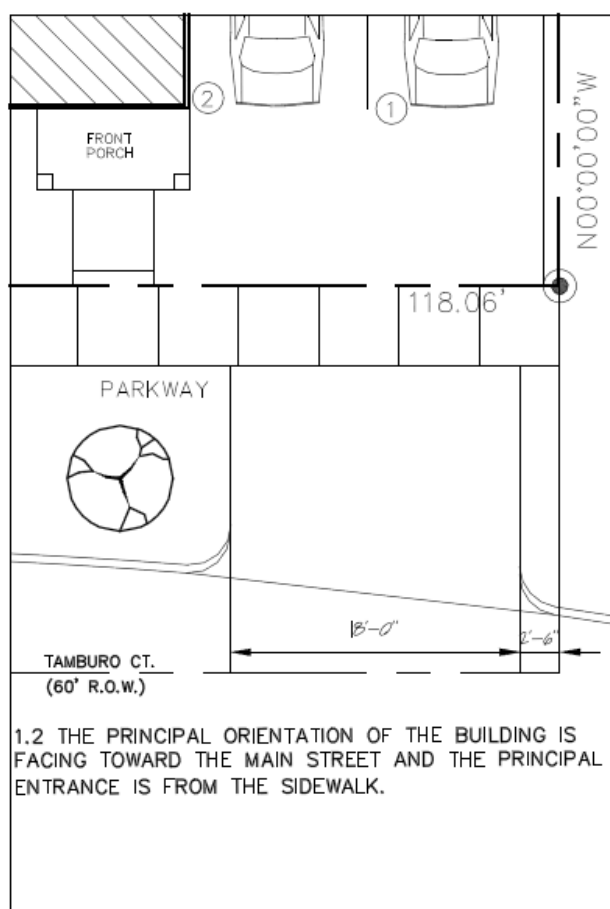 2
1
FRONT
PORCH
N00°00'00"W
118.06'
PARKWAY
18'-0"
2'-6"
TAMBURO CT.
(60' R.O.W.)
1.2 THE PRINCIPAL ORIENTATION OF THE BUILDING IS
FACING TOWARD THE MAIN STREET AND THE PRINCIPAL
ENTRANCE IS FROM THE SIDEWALK.